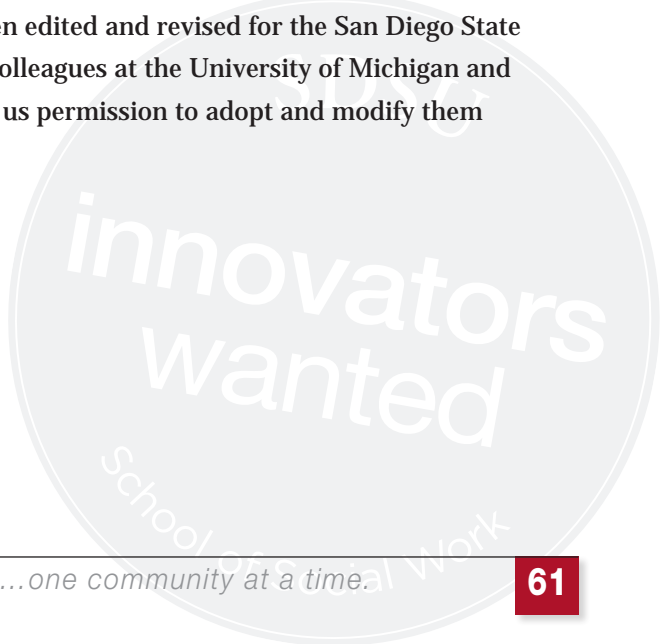 en edited and revised for the San Diego State
olleagues at the University of Michigan and
us permission to adopt and modify them
SDSU
innovators
wanted
School of Social Work
...one community at a time.
61